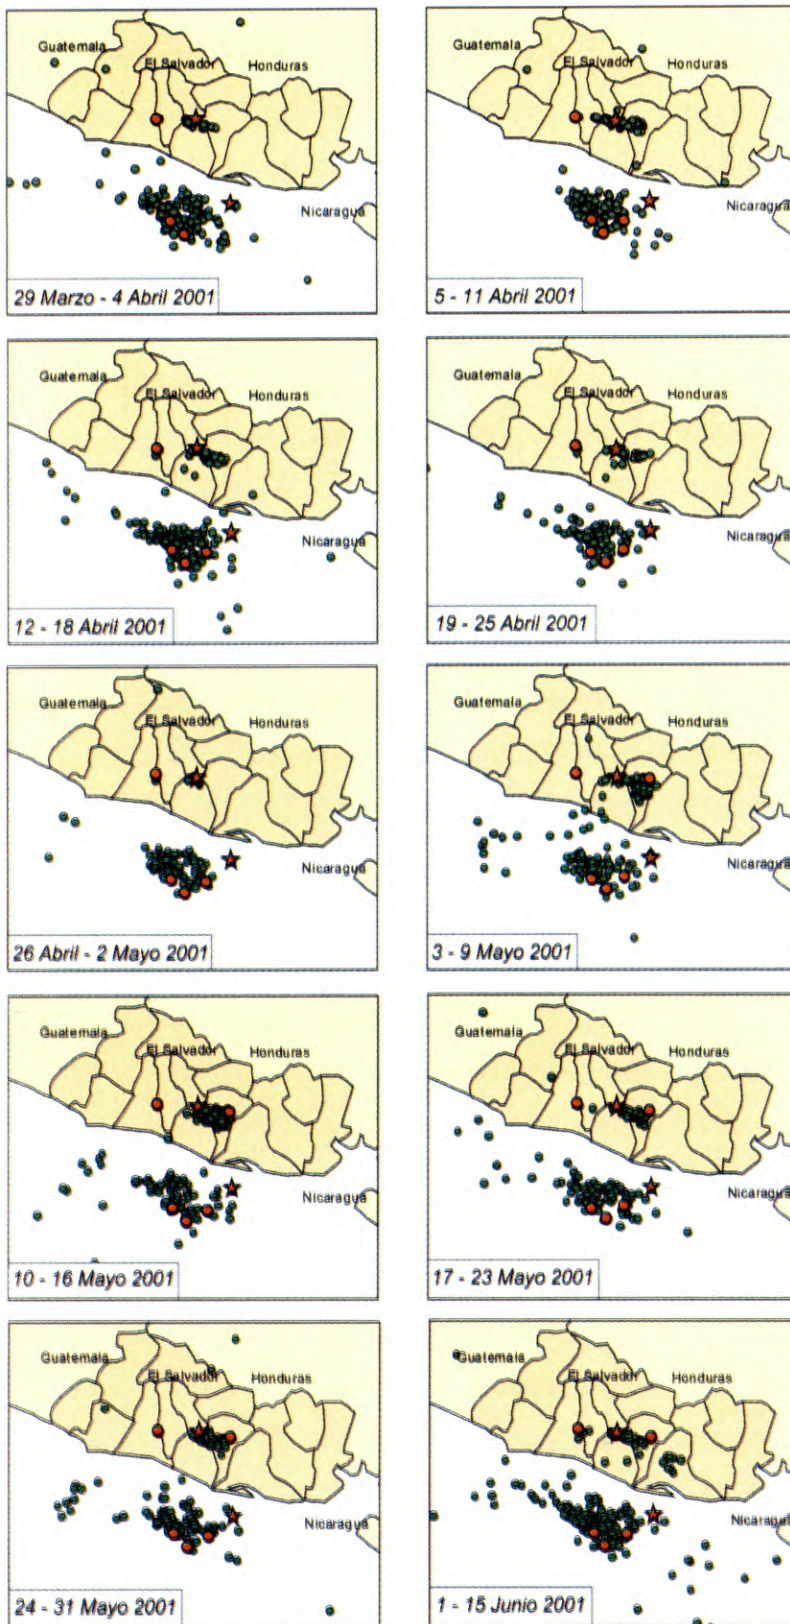 Guatemala
El Salvador
Honduras
Nicaragua
29 Marzo - 4 Abril 2001
Guatemala
El Salvador
Honduras
Nicaragua
5 - 11 Abril 2001
Guatemala
El Salvador
Honduras
Nicaragua
12 - 18 Abril 2001
Guatemala
El Salvador
Honduras
Nicaragua
19 - 25 Abril 2001
Guatemala
El Salvador
Honduras
Nicaragua
26 Abril - 2 Mayo 2001
Guatemala
El Salvador
Honduras
Nicaragua
3 - 9 Mayo 2001
Guatemala
El Salvador
Honduras
Nicaragua
10 - 16 Mayo 2001
Guatemala
El Salvador
Honduras
Nicaragua
17 - 23 Mayo 2001
Guatemala
El Salvador
Honduras
Nicaragua
24 - 31 Mayo 2001
Guatemala
El Salvador
Honduras
Nicaragua
1 - 15 Junio 2001